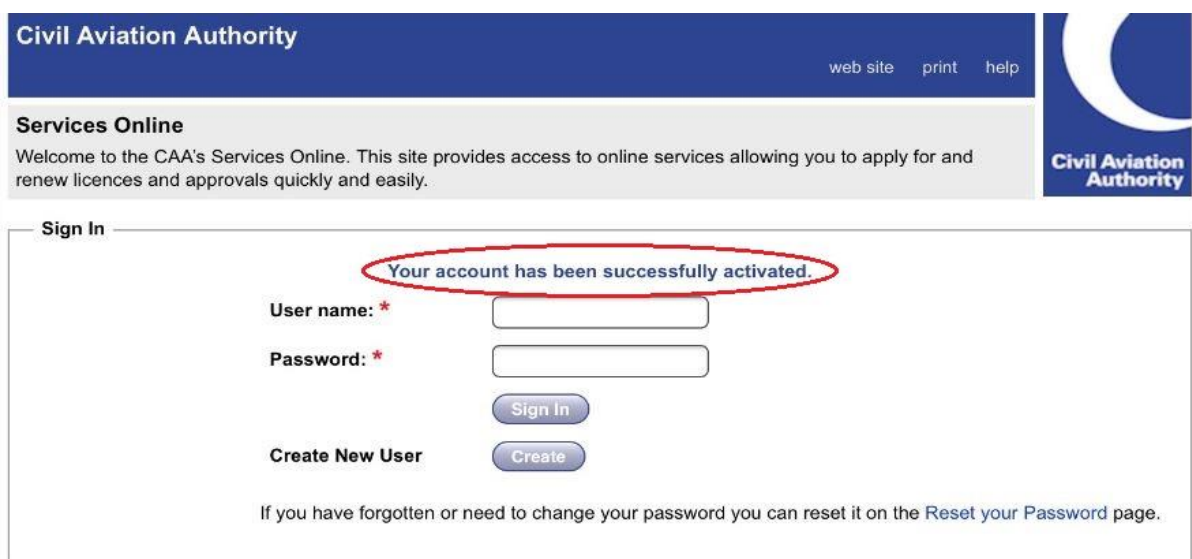 Civil Aviation Authority
web site print help
Services Online
Welcome to the CAA's Services Online. This site provides access to online services allowing you to apply for and
renew licences and approvals quickly and easily.
Civil Aviation
Authority
Sign In
Your account has been successfully activated.
User name: *
Password: *
Sign In
Create New User Create
If you have forgotten or need to change your password you can reset it on the Reset your Password page.